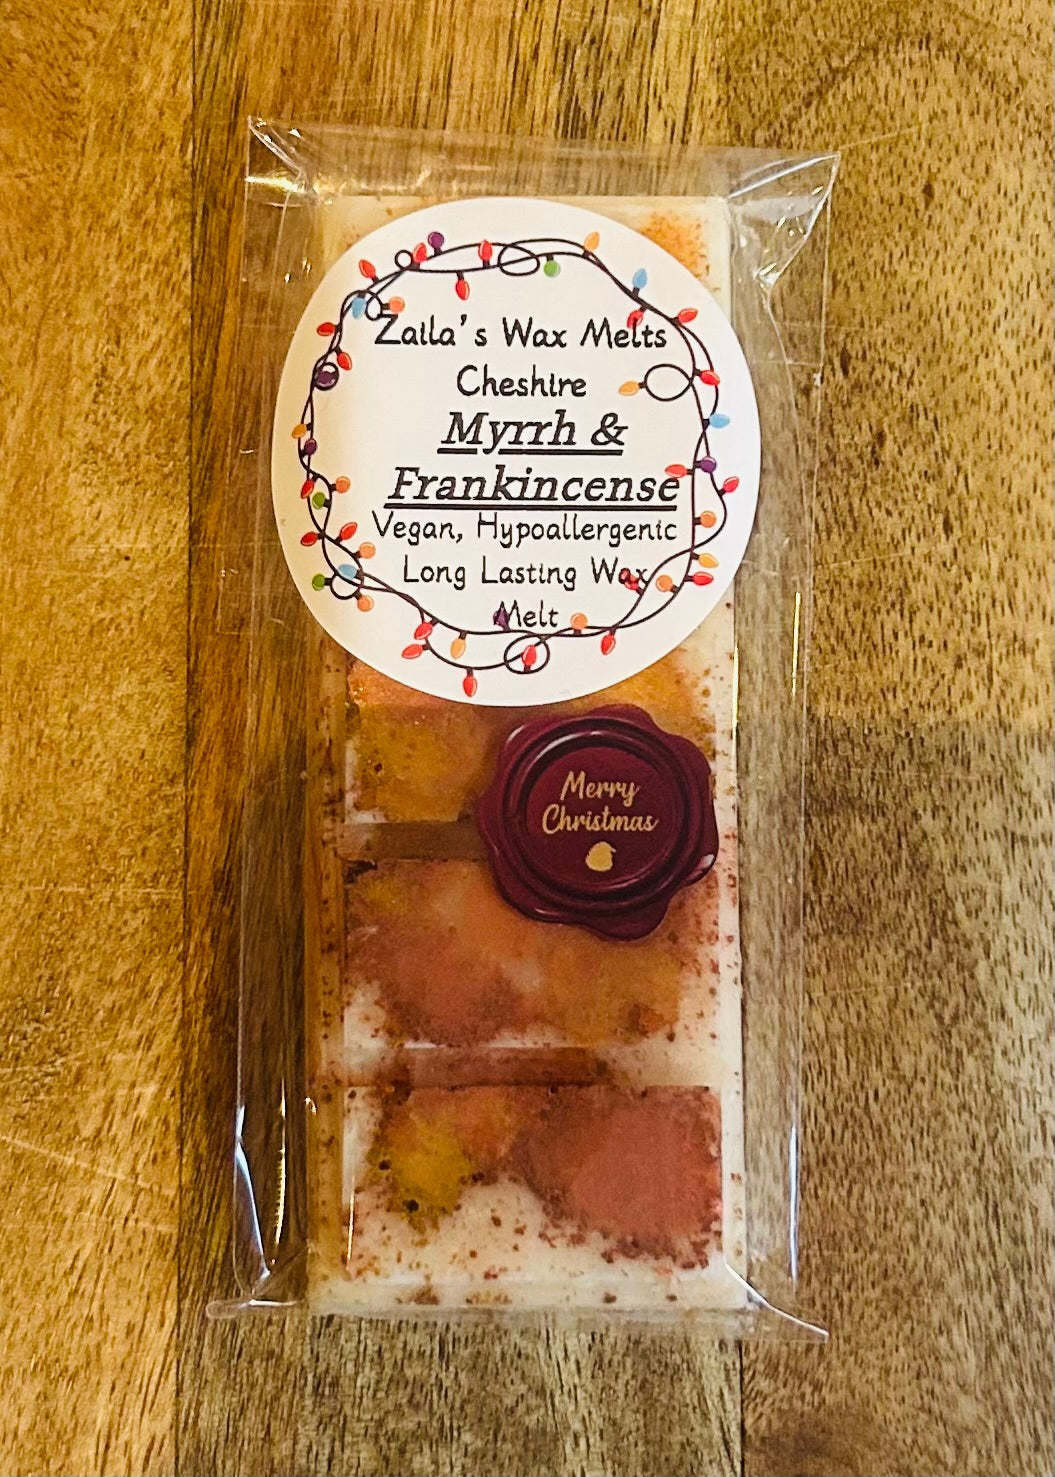 Zaila's Wax Melts
Cheshire
Myrrh &
Frankincense
Vegan, Hypoallergenic
Long Lasting Wax
Melt
Merry
Christmas